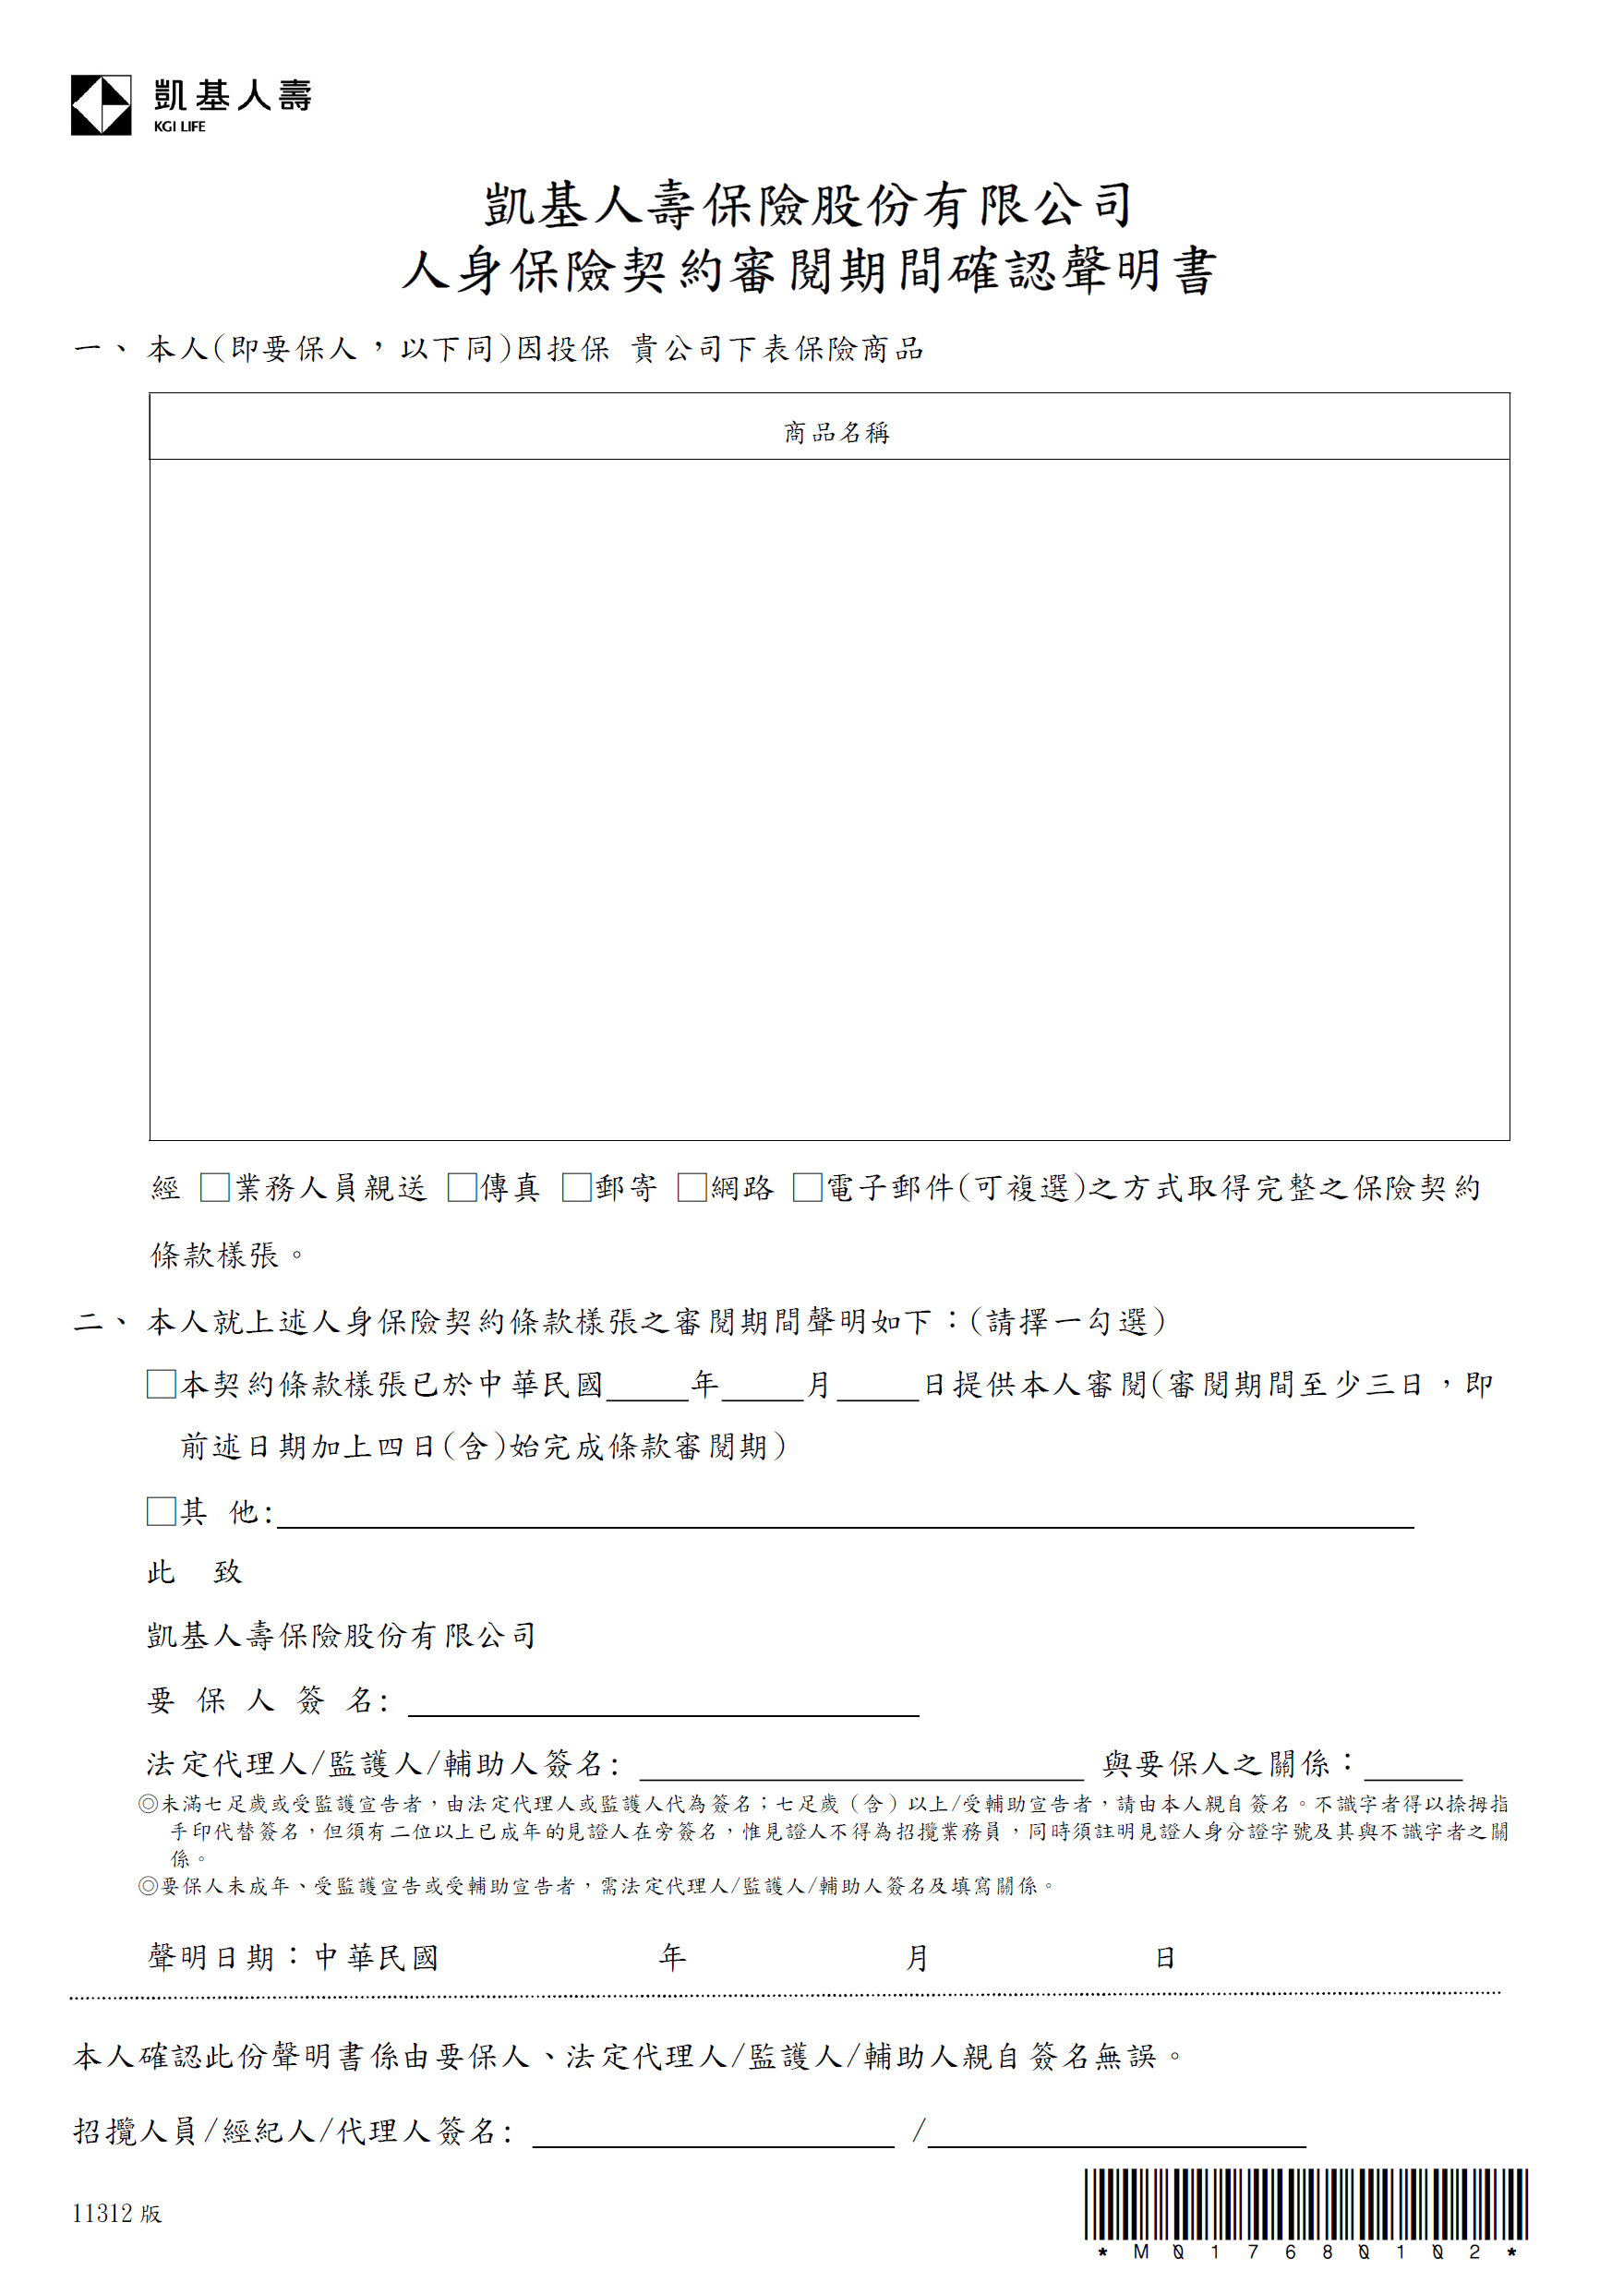 凱基人壽
KGI LIFE
凱基人壽保險股份有限公司
人身保險契約審閱期間確認聲明書
一、本人(即要保人，以下同)因投保 貴公司下表保險商品
商品名稱
經 □業務人員親送 □傳真 □郵寄 □網路 □電子郵件(可複選)之方式取得完整之保險契約
條款樣張。
二、本人就上述人身保險契約條款樣張之審閱期間聲明如下：(請擇一勾選)
□本契約條款樣張已於中華民國_____年_____月_____日提供本人審閱(審閱期間至少三日，即
前述日期加上四日(含)始完成條款審閱期)
□其 他:____________________
此 致
凱基人壽保險股份有限公司
要 保 人 簽 名: ____________________
法定代理人/監護人/輔助人簽名: ____________________ 與要保人之關係：______
◎未滿七足歲或受監護宣告者，由法定代理人或監護人代為簽名；七足歲（含）以上/受輔助宣告者，請由本人親自簽名。不識字者得以捺拇指
手印代替簽名，但須有二位以上已成年的見證人在旁簽名，惟見證人不得為招攬業務員，同時須註明見證人身分證字號及其與不識字者之關
係。
◎要保人未成年、受監護宣告或受輔助宣告者，需法定代理人/監護人/輔助人簽名及填寫關係。
聲明日期：中華民國 年 月 日
本人確認此份聲明書係由要保人、法定代理人/監護人/輔助人親自簽名無誤。
招攬人員/經紀人/代理人簽名: ____________________ /____________________
11312 版
*M017680102*